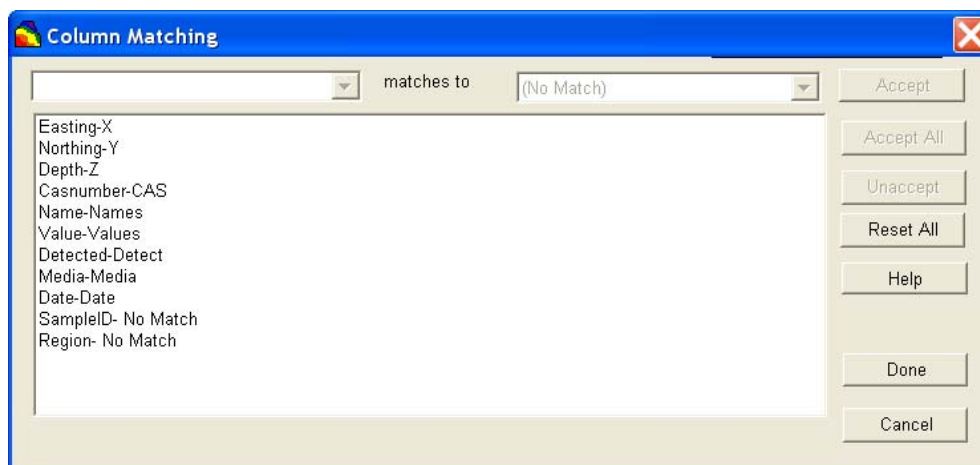 Column Matching
matches to
(No Match)
Accept
Easting-X
Northing-Y
Depth-Z
Casnumber-CAS
Name-Names
Value-Values
Detected-Detect
Media-Media
Date-Date
SampleID- No Match
Region- No Match
Accept All
Unaccept
Reset All
Help
Done
Cancel